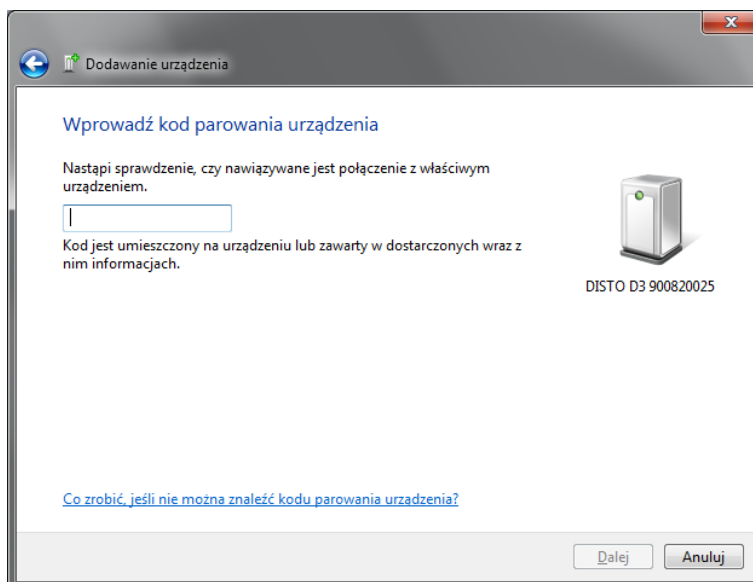 Dodawanie urządzenia
Wprowadź kod parowania urządzenia
Nastąpi sprawdzenie, czy nawiązywane jest połączenie z właściwym
urządzeniem.
Kod jest umieszczony na urządzeniu lub zawarty w dostarczonych wraz z
nim informacjach.
DISTO D3 900820025
Co zrobić, jeśli nie można znaleźć kodu parowania urządzenia?
Dalej
Anuluj